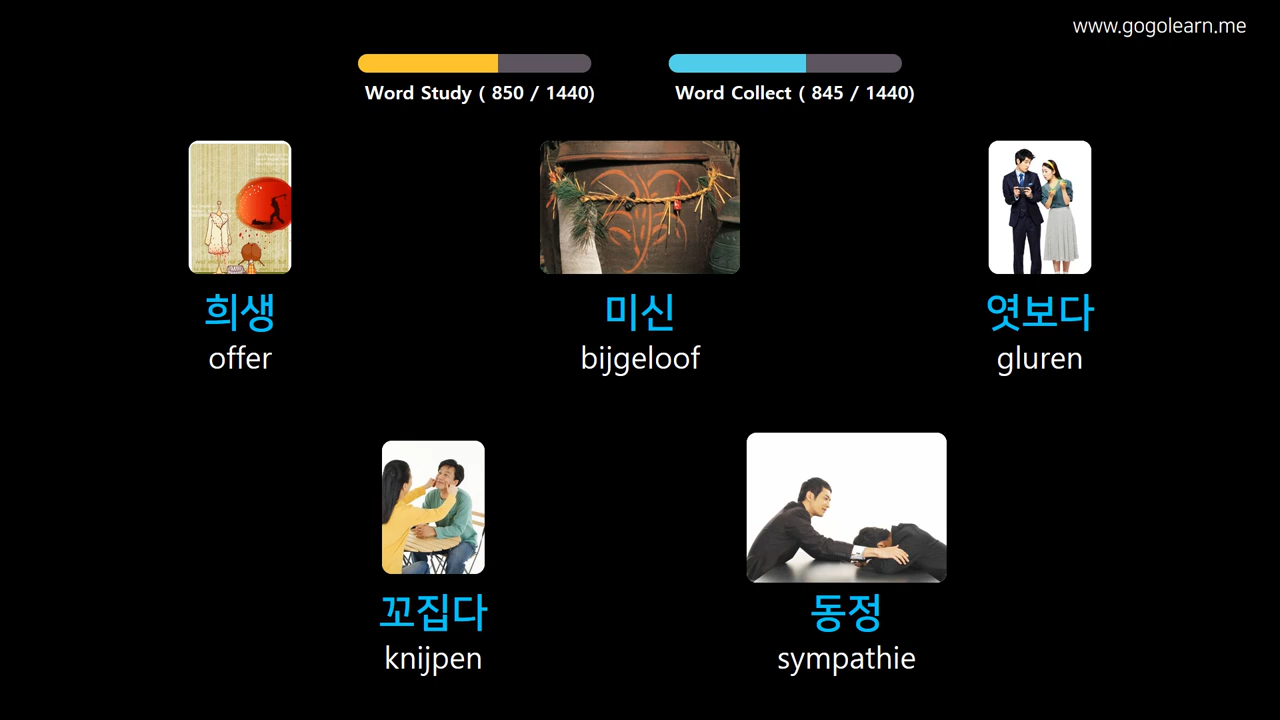 www.gogolearn.me
Word Study ( 850 / 1440)
Word Collect ( 845 / 1440)
희생
offer
미신
bijgeloof
엿보다
gluren
꼬집다
knijpen
동정
sympathie